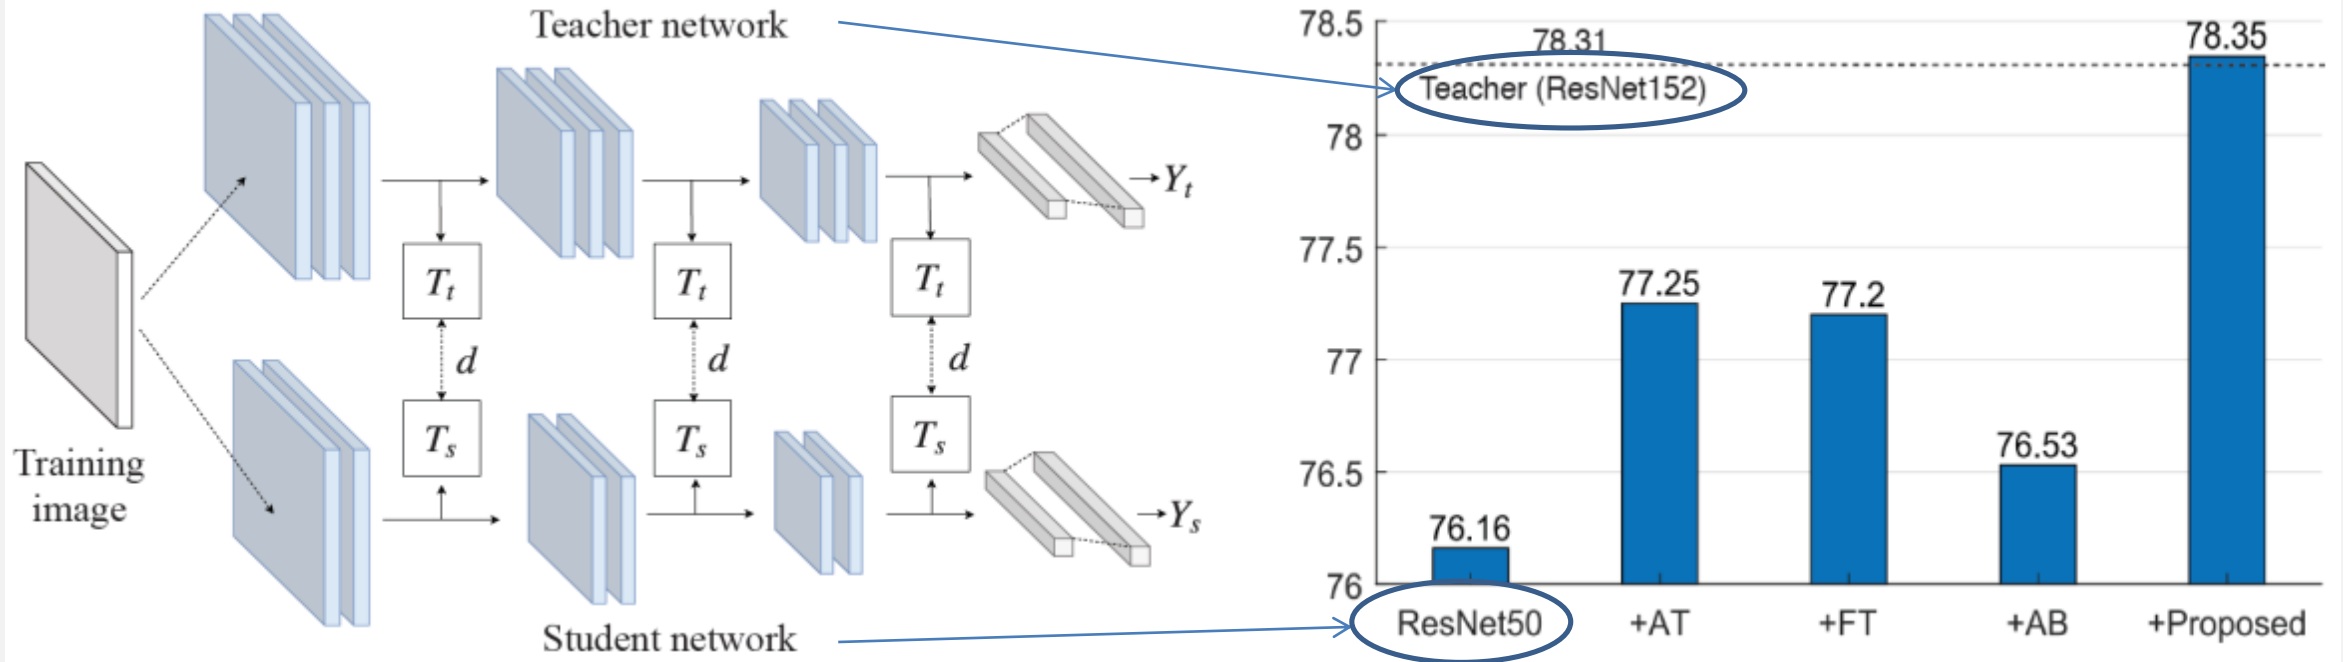 Teacher network
Y_t
T_t
T_t
T_t
d
d
d
T_s
T_s
T_s
Training
image
Y_s
Student network
78.5
78
77.5
77
76.5
76
78.31
Teacher (ResNet152)
76.16
77.25
77.2
76.53
78.35
ResNet50
+AT
+FT
+AB
+Proposed